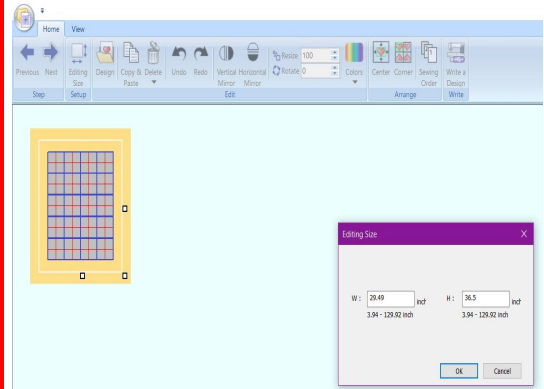 Home View
Previous Next Editing Size Design Copy & Paste Delete Undo Redo Vertical Mirror Horizontal Mirror Resize 100 Rotate 0 Colors Center Corner Sewing Order Write a Design
Step Setup Edit Arrange Write
Editing Size X
W : 29.49 inch H : 36.5 inch
3.94 - 129.92 inch 3.94 - 129.92 inch
OK Cancel